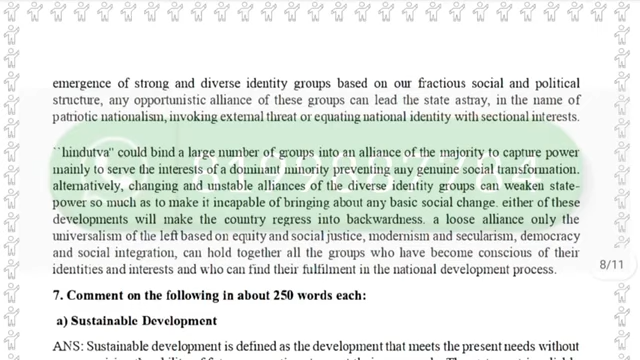 emergence of strong and diverse identity groups based on our fractious social and political
structure, any opportunistic alliance of these groups can lead the state astray, in the name of
patriotic nationalism, invoking external threat or equating national identity with sectional interests.
``hindutva" could bind a large number of groups into an alliance of the majority to capture power
mainly to serve the interests of a dominant minority preventing any genuine social transformation.
alternatively, changing and unstable alliances of the diverse identity groups can weaken state-
power so much as to make it incapable of bringing about any basic social change. either of these
developments will make the country regress into backwardness. a loose alliance only the
universalism of the left based on equity and social justice, modernism and secularism, democracy
and social integration, can hold together all the groups who have become conscious of their
identities and interests and who can find their fulfilment in the national development process.
8/11
7. Comment on the following in about 250 words each:
a) Sustainable Development
ANS: Sustainable development is defined as the development that meets the present needs without